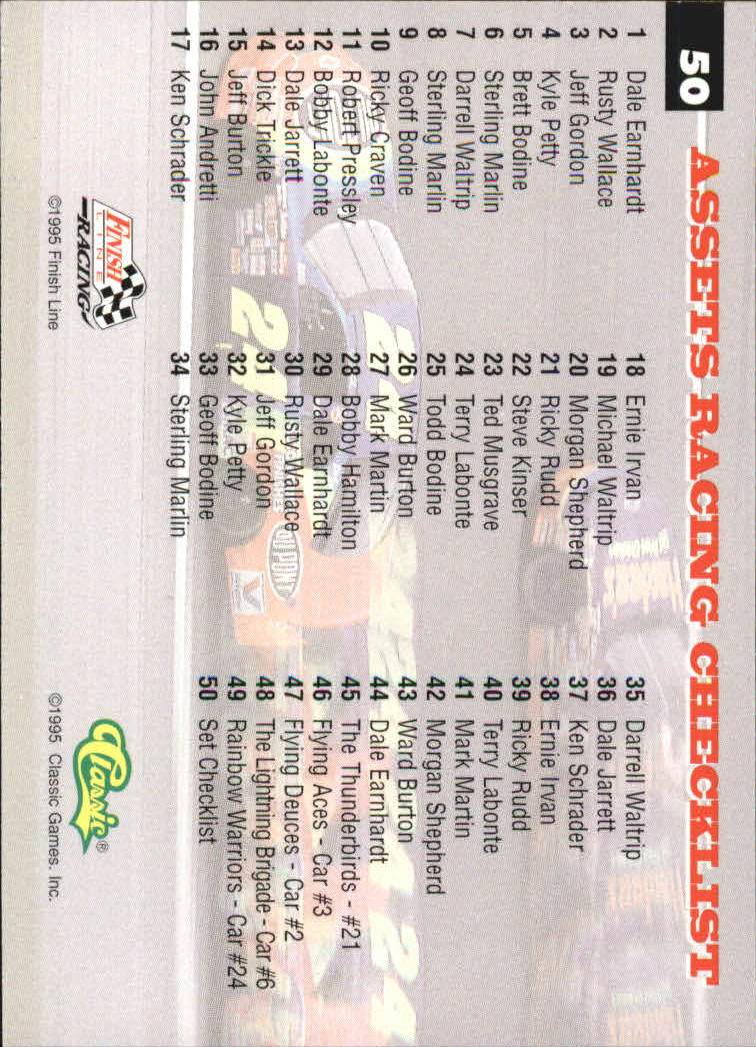 50 ASSETS RACING CHECKLIST
1 Dale Earnhardt
2 Rusty Wallace
3 Jeff Gordon
4 Kyle Petty
5 Brett Bodine
6 Sterling Marlin
7 Darrell Waltrip
8 Sterling Marlin
9 Geoff Bodine
10 Ricky Craven
11 Robert Pressley
12 Bobby Labonte
13 Dale Jarrett
14 Dick Trickle
15 Jeff Burton
16 John Andretti
17 Ken Schrader
18 Ernie Irvan
19 Michael Waltrip
20 Morgan Shepherd
21 Ricky Rudd
22 Steve Kinser
23 Ted Musgrave
24 Terry Labonte
25 Todd Bodine
26 Ward Burton
27 Mark Martin
28 Bobby Hamilton
29 Dale Earnhardt
30 Rusty Wallace
31 Jeff Gordon
32 Kyle Petty
33 Geoff Bodine
34 Sterling Marlin
35 Darrell Waltrip
36 Dale Jarrett
37 Ken Schrader
38 Ernie Irvan
39 Ricky Rudd
40 Terry Labonte
41 Mark Martin
42 Morgan Shepherd
43 Ward Burton
44 Dale Earnhardt
45 The Thunderbirds - #21
46 Flying Aces - Car #3
47 Flying Deuces - Car #2
48 The Lightning Brigade - Car #6
49 Rainbow Warriors - Car #24
50 Set Checklist
FINISH
LINE
RACING
©1995 Finish Line
Classic®
©1995 Classic Games. Inc.
24
24
DUPONT
24